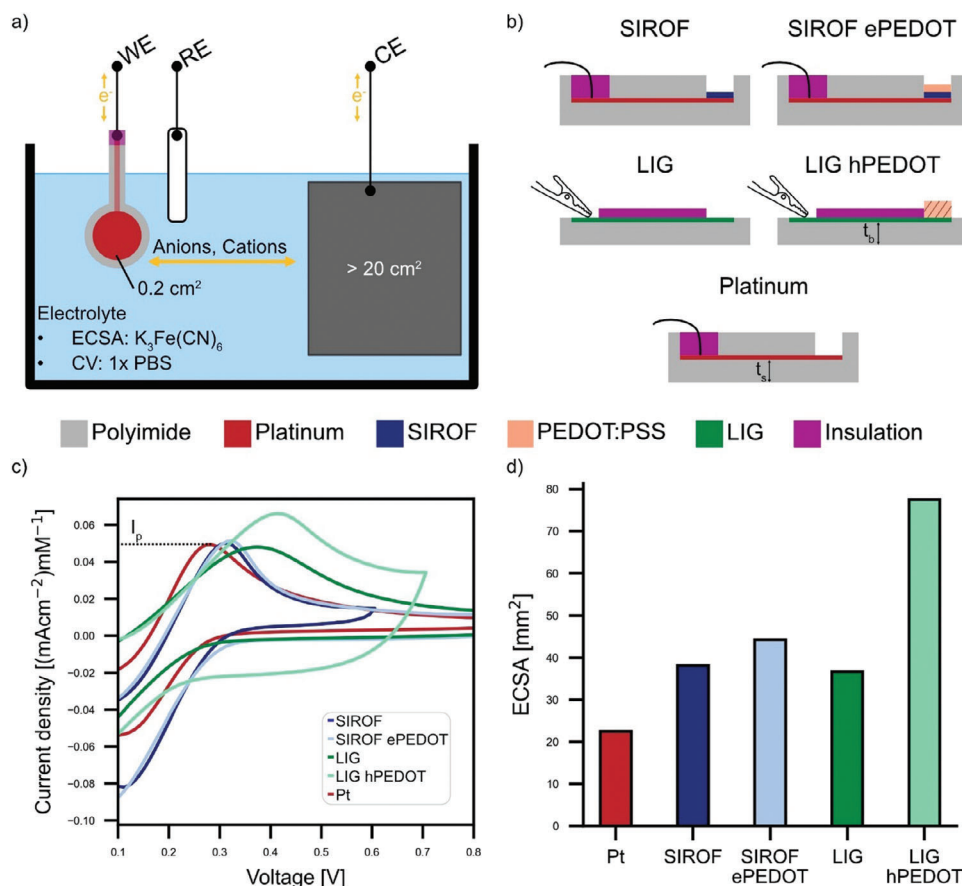 a)
WE
RE
CE
e-
e-
Anions, Cations
> 20 cm²
0.2 cm²
Electrolyte
• ECSA: K₃Fe(CN)₆
• CV: 1x PBS
b)
SIROF
SIROF ePEDOT
LIG
LIG hPEDOT
t_b
Platinum
t_s
Polyimide
Platinum
SIROF
PEDOT:PSS
LIG
Insulation
c)
Current density [(mAcm⁻²)mM⁻¹]
0.06
0.04
0.02
0.00
−0.02
−0.04
−0.06
−0.08
−0.10
I_p
SIROF
SIROF ePEDOT
LIG
LIG hPEDOT
Pt
0.1 0.2 0.3 0.4 0.5 0.6 0.7 0.8
Voltage [V]
d)
ECSA [mm²]
80
70
60
50
40
30
20
10
0
Pt
SIROF
SIROF
ePEDOT
LIG
LIG
hPEDOT